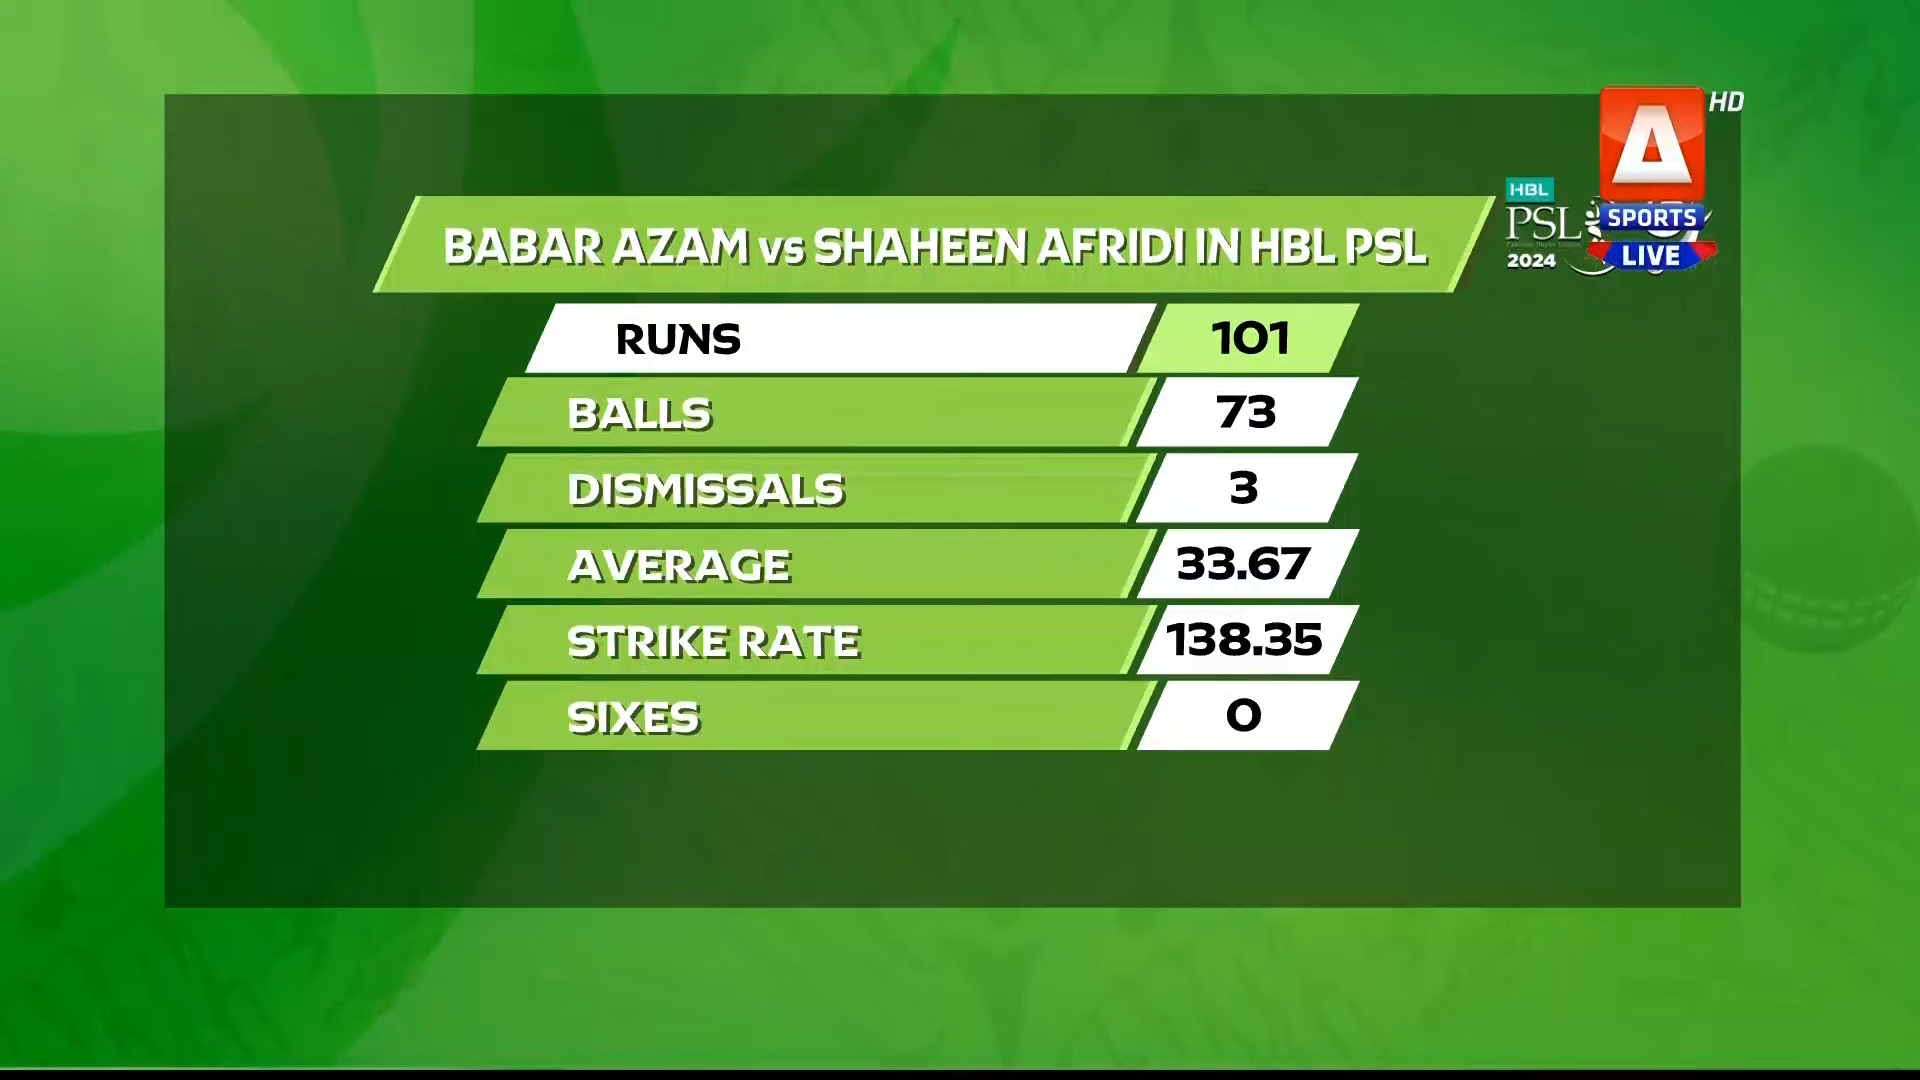 HD
A
HBL
PSL
SPORTS
2024
LIVE
BABAR AZAM vs SHAHEEN AFRIDI IN HBL PSL
RUNS 101
BALLS 73
DISMISSALS 3
AVERAGE 33.67
STRIKE RATE 138.35
SIXES 0